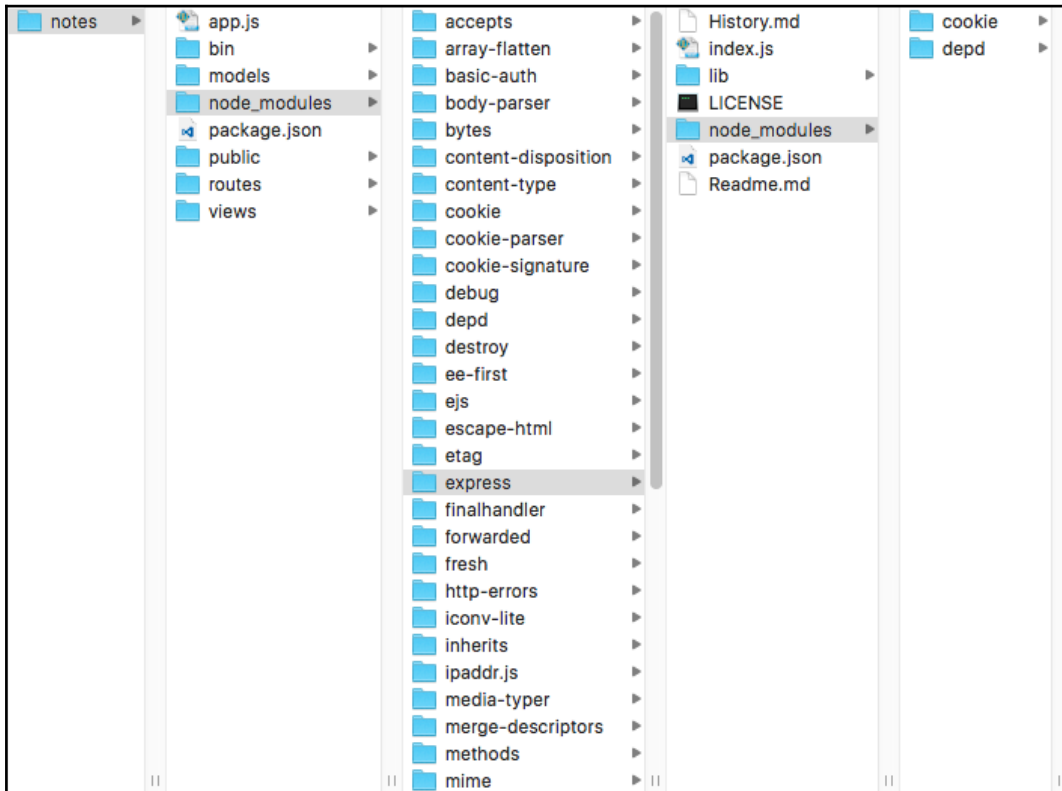 notes
app.js
bin
models
node_modules
package.json
public
routes
views
accepts
array-flatten
basic-auth
body-parser
bytes
content-disposition
content-type
cookie
cookie-parser
cookie-signature
debug
depd
destroy
ee-first
ejs
escape-html
etag
express
finalhandler
forwarded
fresh
http-errors
iconv-lite
inherits
ipaddr.js
media-typer
merge-descriptors
methods
mime
History.md
index.js
lib
LICENSE
node_modules
package.json
Readme.md
cookie
depd